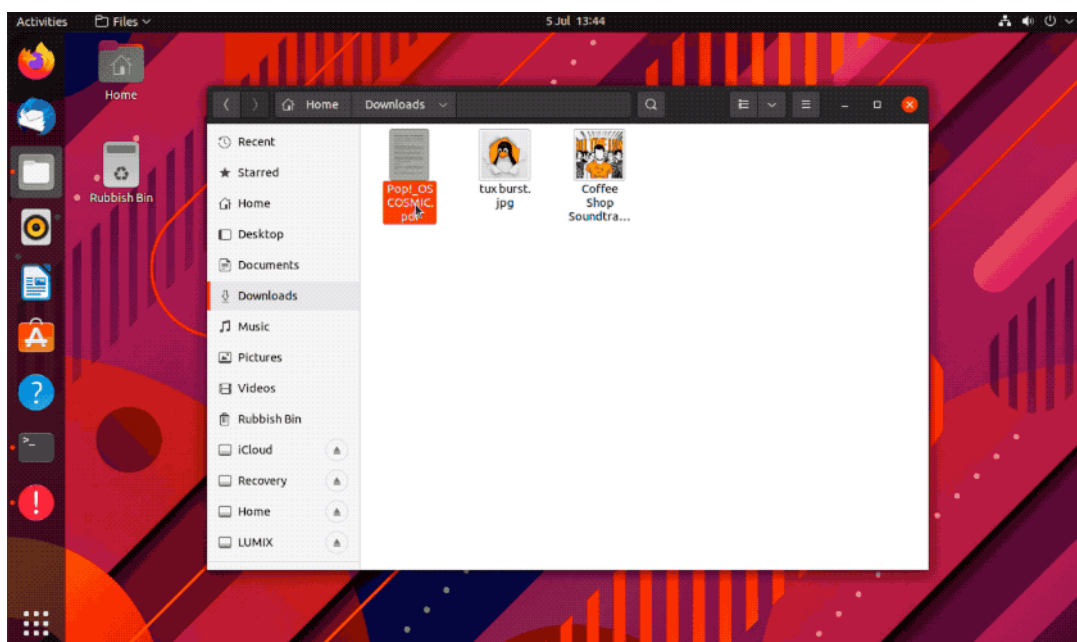 Activities
Files
5 Jul 13:44
Home
Rubbish Bin
Home
Downloads
Recent
Starred
Home
Desktop
Documents
Downloads
Music
Pictures
Videos
Rubbish Bin
iCloud
Recovery
Home
LUMIX
Pop!_OS
COSMIC.
pdf
tux burst.
jpg
Coffee
Shop
Soundtra...